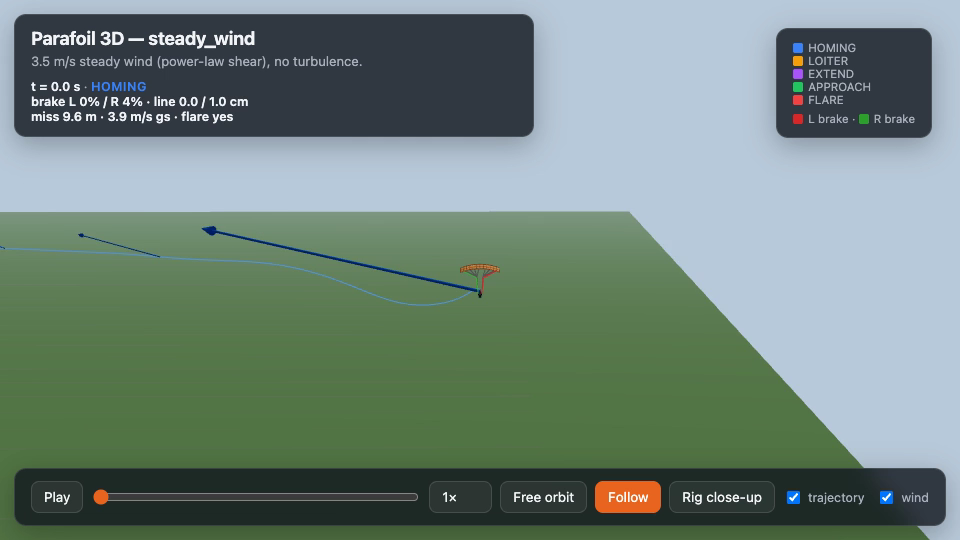 Parafoil 3D — steady_wind
3.5 m/s steady wind (power-law shear), no turbulence.
t = 0.0 s · HOMING
brake L 0% / R 4% · line 0.0 / 1.0 cm
miss 9.6 m · 3.9 m/s gs · flare yes
HOMING
LOITER
EXTEND
APPROACH
FLARE
L brake · R brake
Play 1× Free orbit Follow Rig close-up trajectory wind